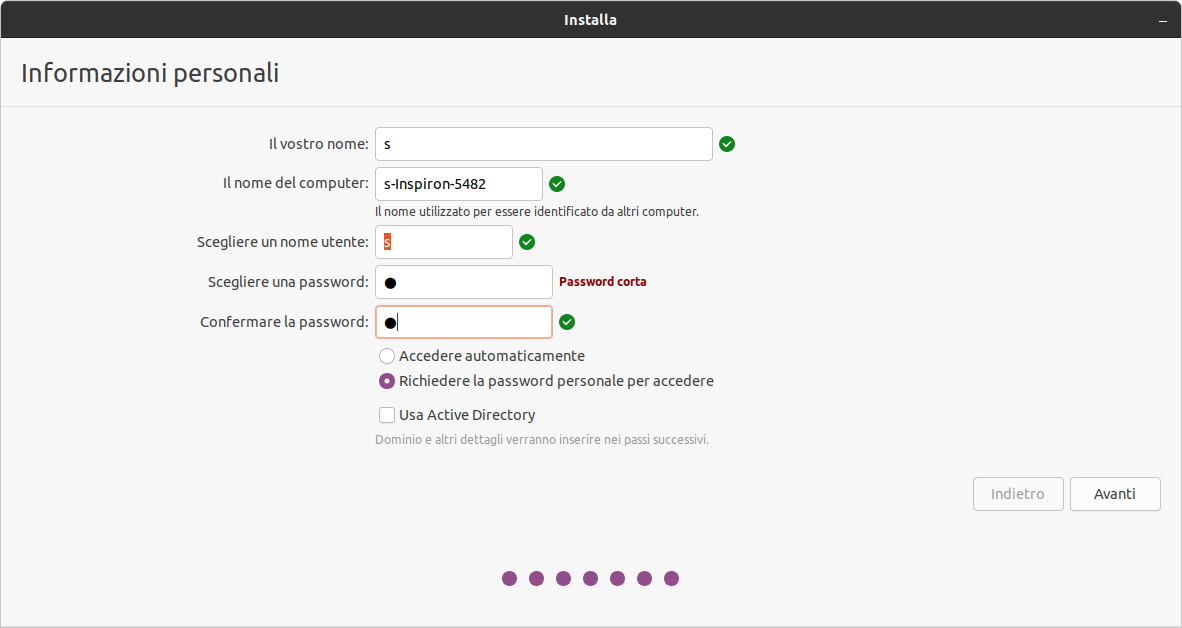 Installa
Informazioni personali
Il vostro nome: s
Il nome del computer: s-Inspiron-5482
Il nome utilizzato per essere identificato da altri computer.
Scegliere un nome utente: s
Scegliere una password: ● Password corta
Confermare la password: ●
Accedere automaticamente
Richiedere la password personale per accedere
Usa Active Directory
Dominio e altri dettagli verranno inserire nei passi successivi.
Indietro Avanti